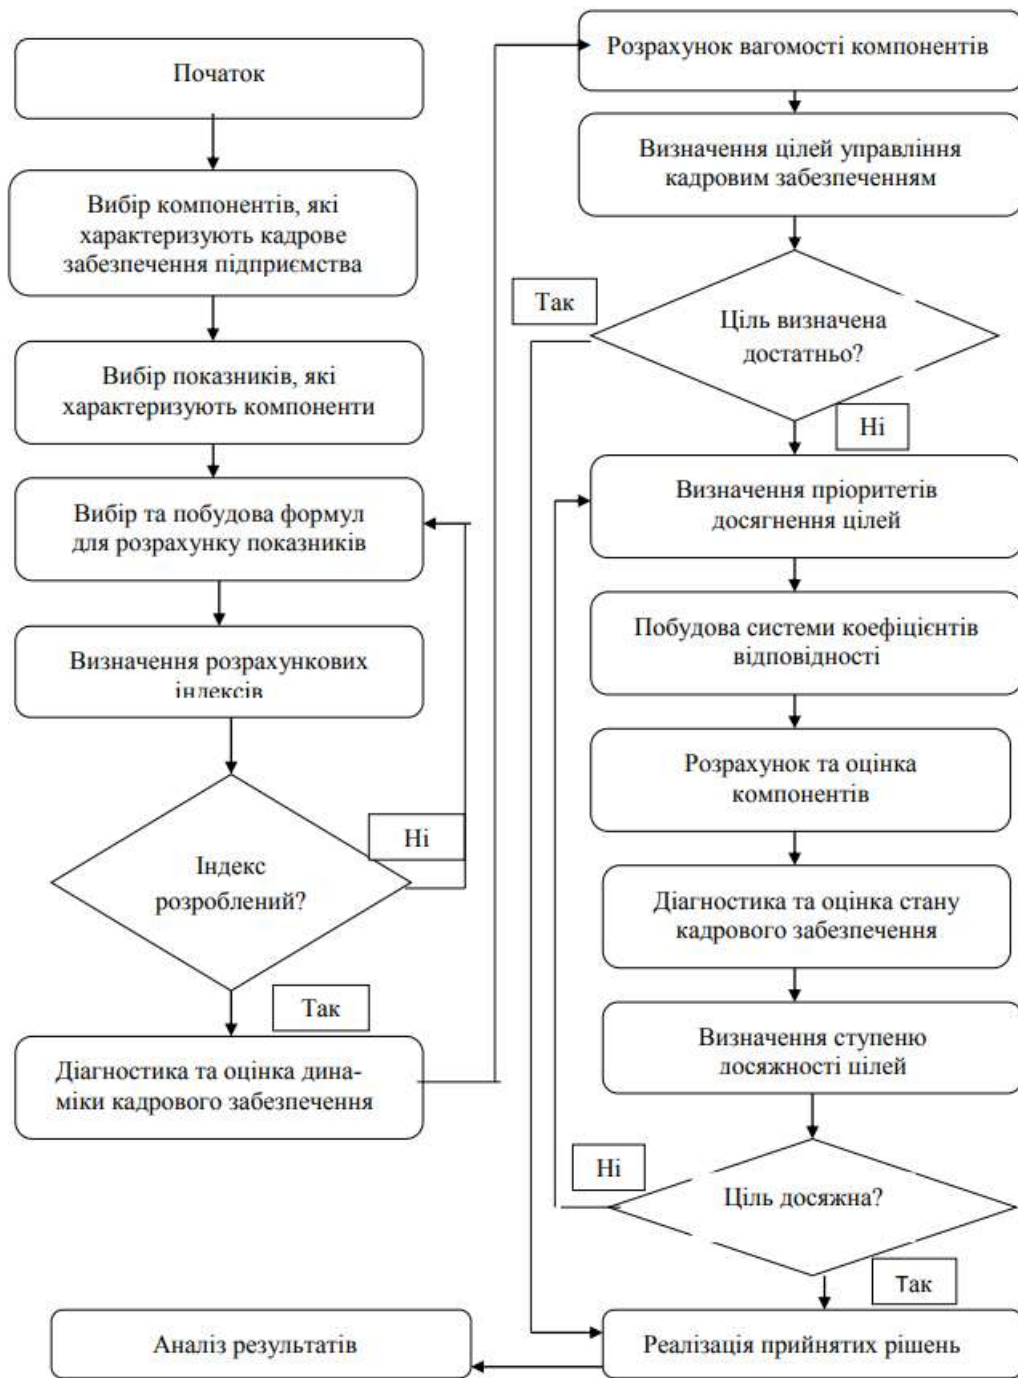 Початок
Вибір компонентів, які
характеризують кадрове
забезпечення підприємства
Вибір показників, які
характеризують компоненти
Вибір та побудова формул
для розрахунку показників
Визначення розрахункових
індексів
Індекс
розроблений?
Ні
Так
Діагностика та оцінка дина-
міки кадрового забезпечення
Розрахунок вагомості компонентів
Визначення цілей управління
кадровим забезпеченням
Ціль визначена
достатньо?
Так
Ні
Визначення пріоритетів
досягнення цілей
Побудова системи коефіцієнтів
відповідності
Розрахунок та оцінка
компонентів
Діагностика та оцінка стану
кадрового забезпечення
Визначення ступеню
досяжності цілей
Ціль досяжна?
Ні
Так
Реалізація прийнятих рішень
Аналіз результатів